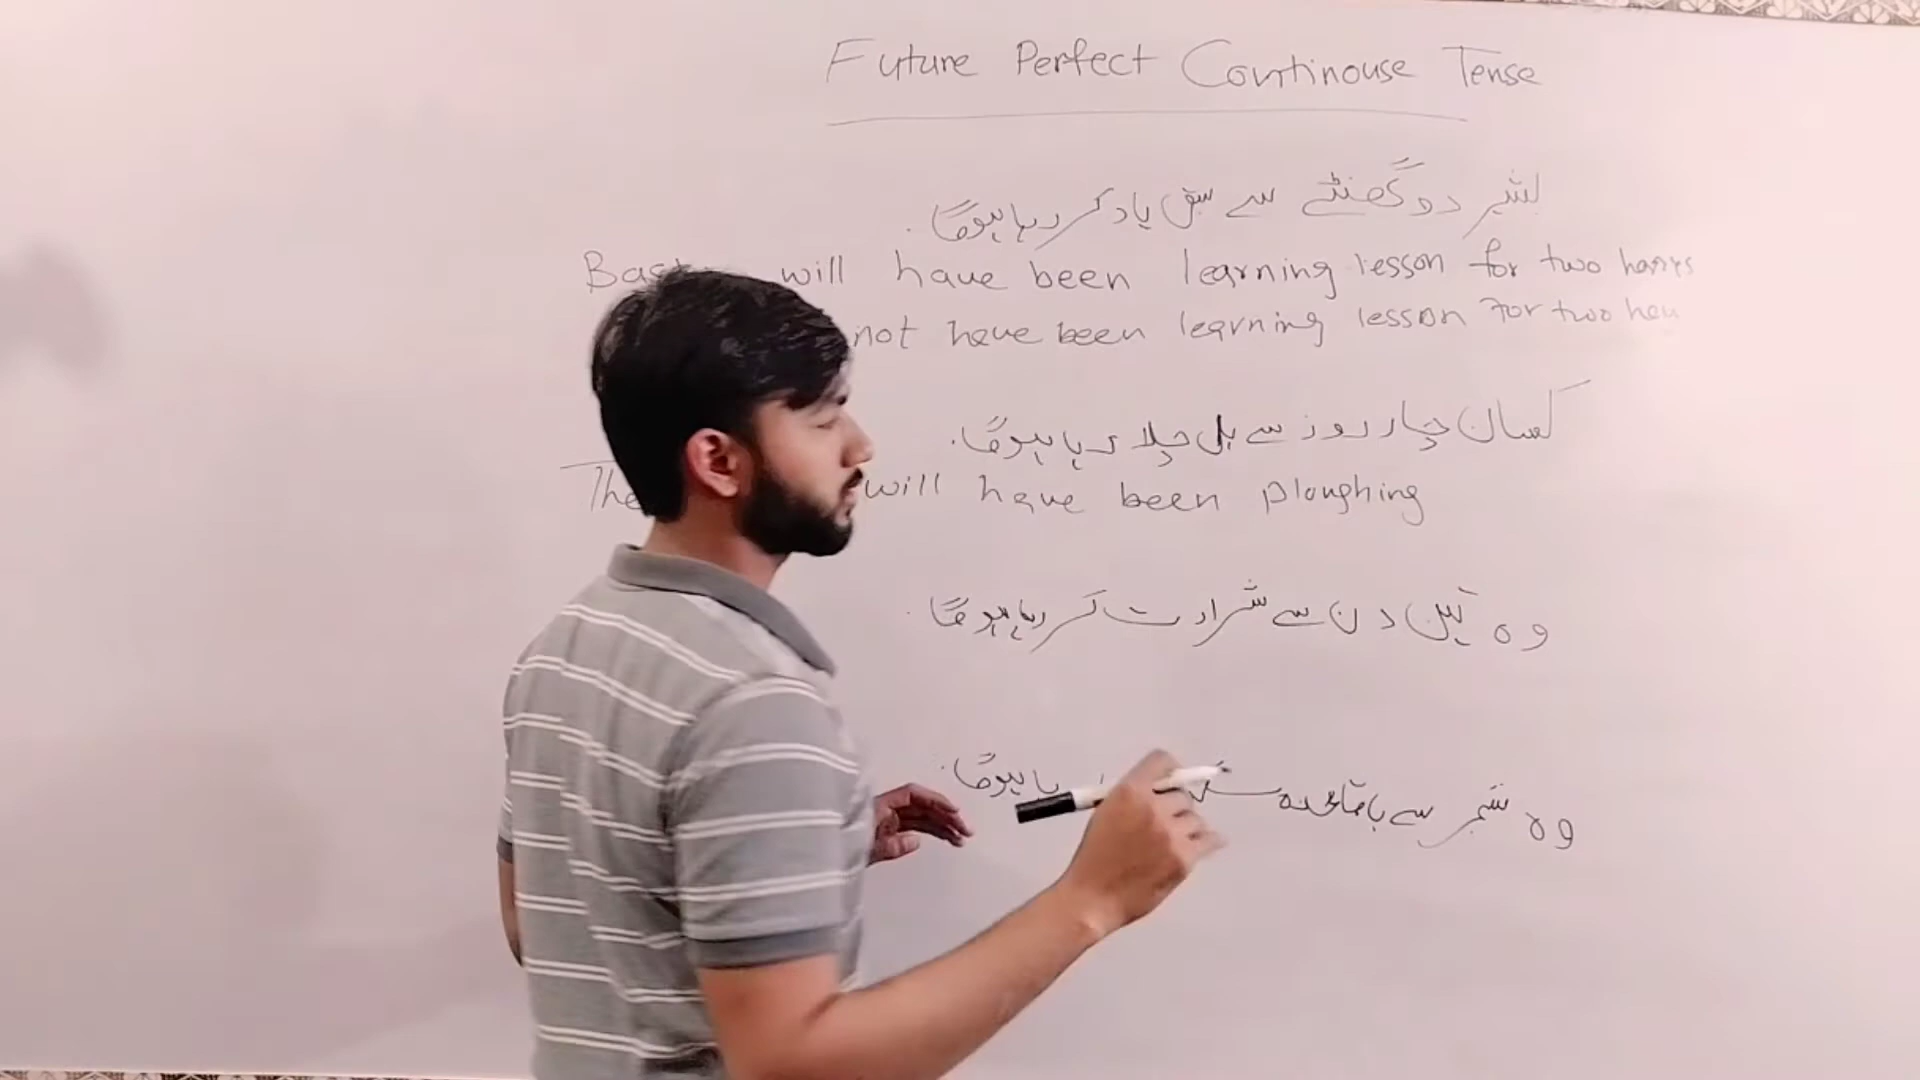 Future Perfect Continouse Tense
بشیر دو گھنٹے سے سبق یاد کر رہا ہوگا.
will have been learning lesson for two
not have been learning lesson for two
کسان چار روز سے ہل چلا رہا ہوگا.
will have been ploughing
وہ تین دن سے شرارت کر رہا ہوگا.
وہ ستمبر سے باقاعدہ ہوگا.